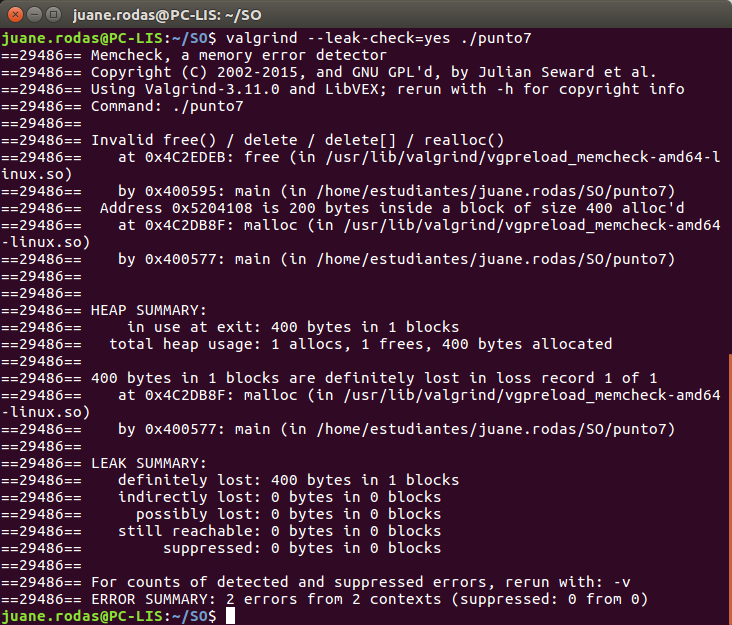 juane.rodas@PC-LIS: ~/SO
juane.rodas@PC-LIS:~/SO$ valgrind --leak-check=yes ./punto7
==29486== Memcheck, a memory error detector
==29486== Copyright (C) 2002-2015, and GNU GPL'd, by Julian Seward et al.
==29486== Using Valgrind-3.11.0 and LibVEX; rerun with -h for copyright info
==29486== Command: ./punto7
==29486==
==29486== Invalid free() / delete / delete[] / realloc()
==29486==    at 0x4C2EDEB: free (in /usr/lib/valgrind/vgpreload_memcheck-amd64-l
inux.so)
==29486==    by 0x400595: main (in /home/estudiantes/juane.rodas/SO/punto7)
==29486==  Address 0x5204108 is 200 bytes inside a block of size 400 alloc'd
==29486==    at 0x4C2DB8F: malloc (in /usr/lib/valgrind/vgpreload_memcheck-amd64
-linux.so)
==29486==    by 0x400577: main (in /home/estudiantes/juane.rodas/SO/punto7)
==29486==
==29486==
==29486== HEAP SUMMARY:
==29486==     in use at exit: 400 bytes in 1 blocks
==29486==   total heap usage: 1 allocs, 1 frees, 400 bytes allocated
==29486==
==29486== 400 bytes in 1 blocks are definitely lost in loss record 1 of 1
==29486==    at 0x4C2DB8F: malloc (in /usr/lib/valgrind/vgpreload_memcheck-amd64
-linux.so)
==29486==    by 0x400577: main (in /home/estudiantes/juane.rodas/SO/punto7)
==29486==
==29486== LEAK SUMMARY:
==29486==    definitely lost: 400 bytes in 1 blocks
==29486==    indirectly lost: 0 bytes in 0 blocks
==29486==      possibly lost: 0 bytes in 0 blocks
==29486==    still reachable: 0 bytes in 0 blocks
==29486==         suppressed: 0 bytes in 0 blocks
==29486==
==29486== For counts of detected and suppressed errors, rerun with: -v
==29486== ERROR SUMMARY: 2 errors from 2 contexts (suppressed: 0 from 0)
juane.rodas@PC-LIS:~/SO$